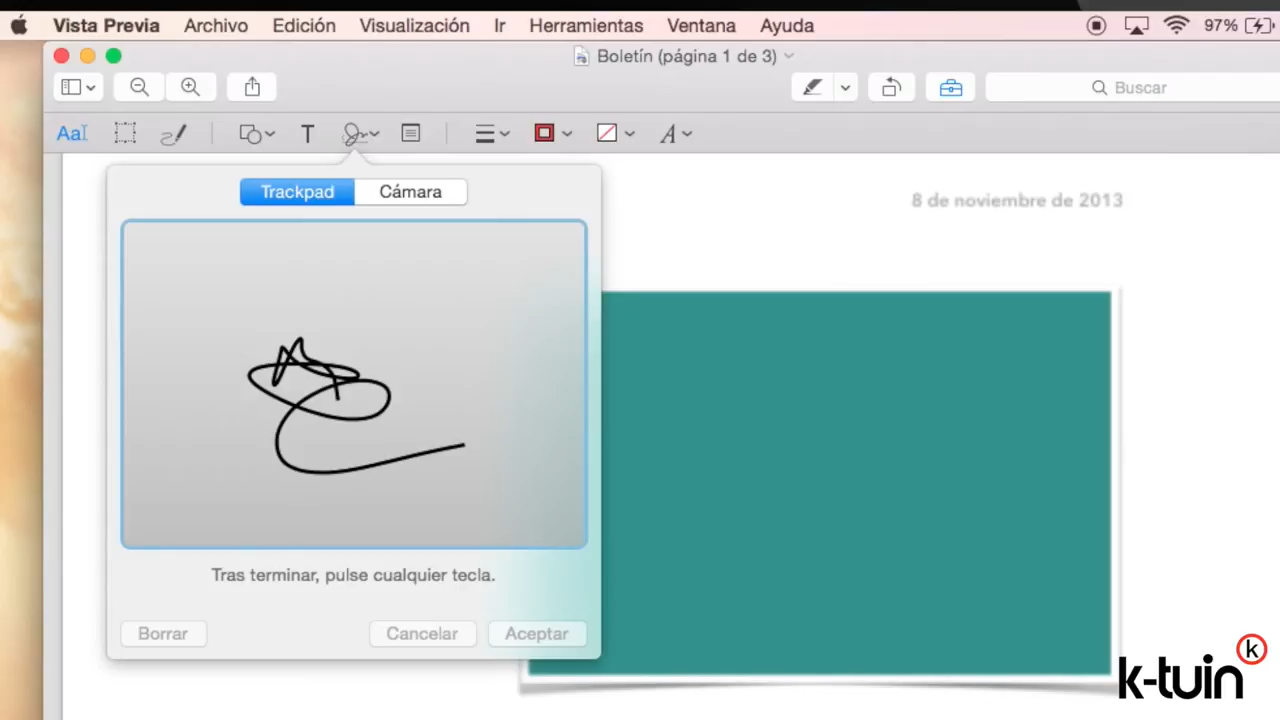 Vista Previa Archivo Edición Visualización Ir Herramientas Ventana Ayuda 97%
Boletín (página 1 de 3)
Buscar
AaI T A
Trackpad Cámara
8 de noviembre de 2013
Tras terminar, pulse cualquier tecla.
Borrar Cancelar Aceptar
k
k-tuin